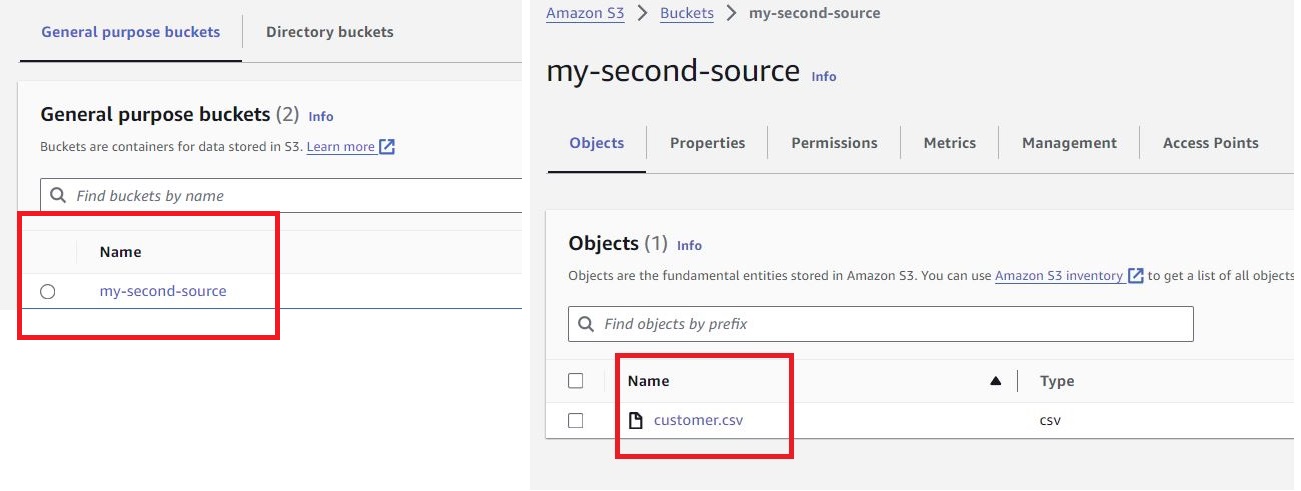 General purpose buckets
Directory buckets
General purpose buckets (2) Info
Buckets are containers for data stored in S3. Learn more
Find buckets by name
Name
my-second-source
Amazon S3 > Buckets > my-second-source
my-second-source Info
Objects
Properties
Permissions
Metrics
Management
Access Points
Objects (1) Info
Objects are the fundamental entities stored in Amazon S3. You can use Amazon S3 inventory to get a list of all objects
Find objects by prefix
Name
Type
customer.csv
csv